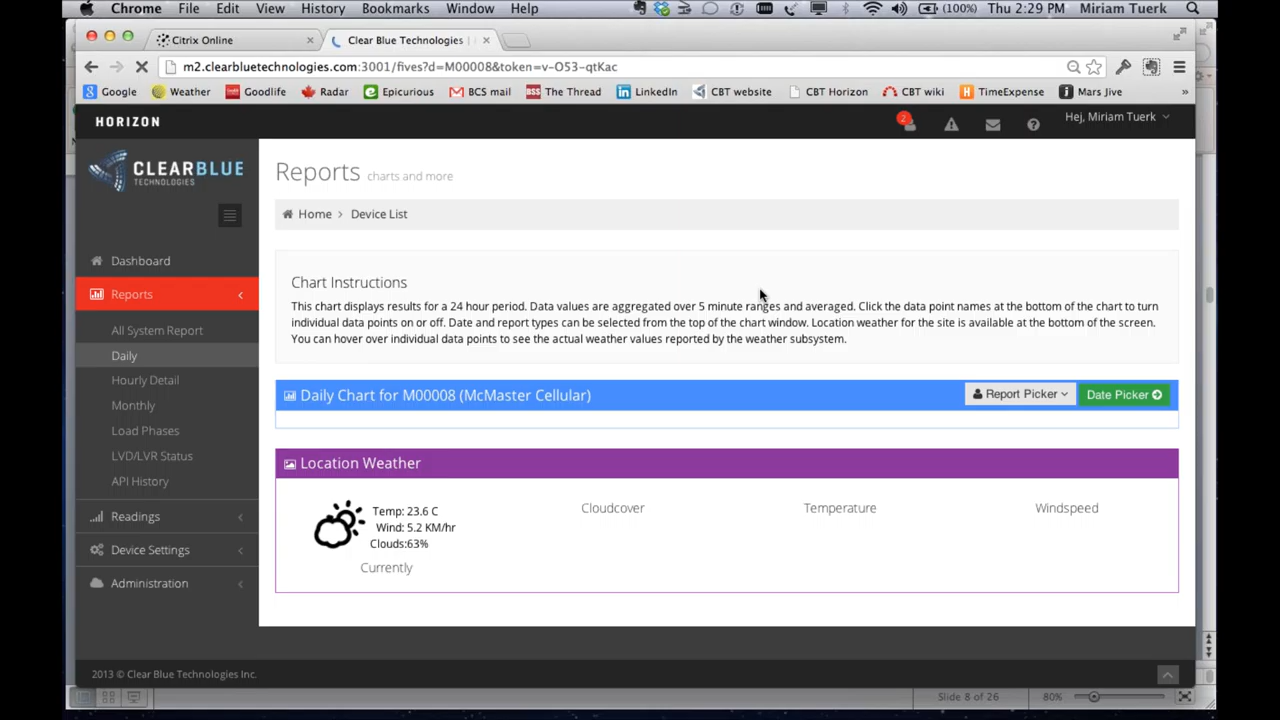 Chrome File Edit View History Bookmarks Window Help (100%) Thu 2:29 PM Miriam Tuerk
Citrix Online Clear Blue Technologies |
m2.clearbluetechnologies.com:3001/fives?d=M00008&token=v-O53-qtKac
Google Weather Goodlife Radar Epicurious BCS mail The Thread LinkedIn CBT website CBT Horizon CBT wiki TimeExpense Mars Jive »
HORIZON 2 Hej, Miriam Tuerk
CLEARBLUE
TECHNOLOGIES
Reports charts and more
Home > Device List
Dashboard
Reports
All System Report
Daily
Hourly Detail
Monthly
Load Phases
LVD/LVR Status
API History
Readings
Device Settings
Administration
Chart Instructions
This chart displays results for a 24 hour period. Data values are aggregated over 5 minute ranges and averaged. Click the data point names at the bottom of the chart to turn
individual data points on or off. Date and report types can be selected from the top of the chart window. Location weather for the site is available at the bottom of the screen.
You can hover over individual data points to see the actual weather values reported by the weather subsystem.
Daily Chart for M00008 (McMaster Cellular) Report Picker Date Picker
Location Weather
Temp: 23.6 C
Wind: 5.2 KM/hr
Clouds:63%
Currently
Cloudcover Temperature Windspeed
2013 © Clear Blue Technologies Inc.
Slide 8 of 26 80%